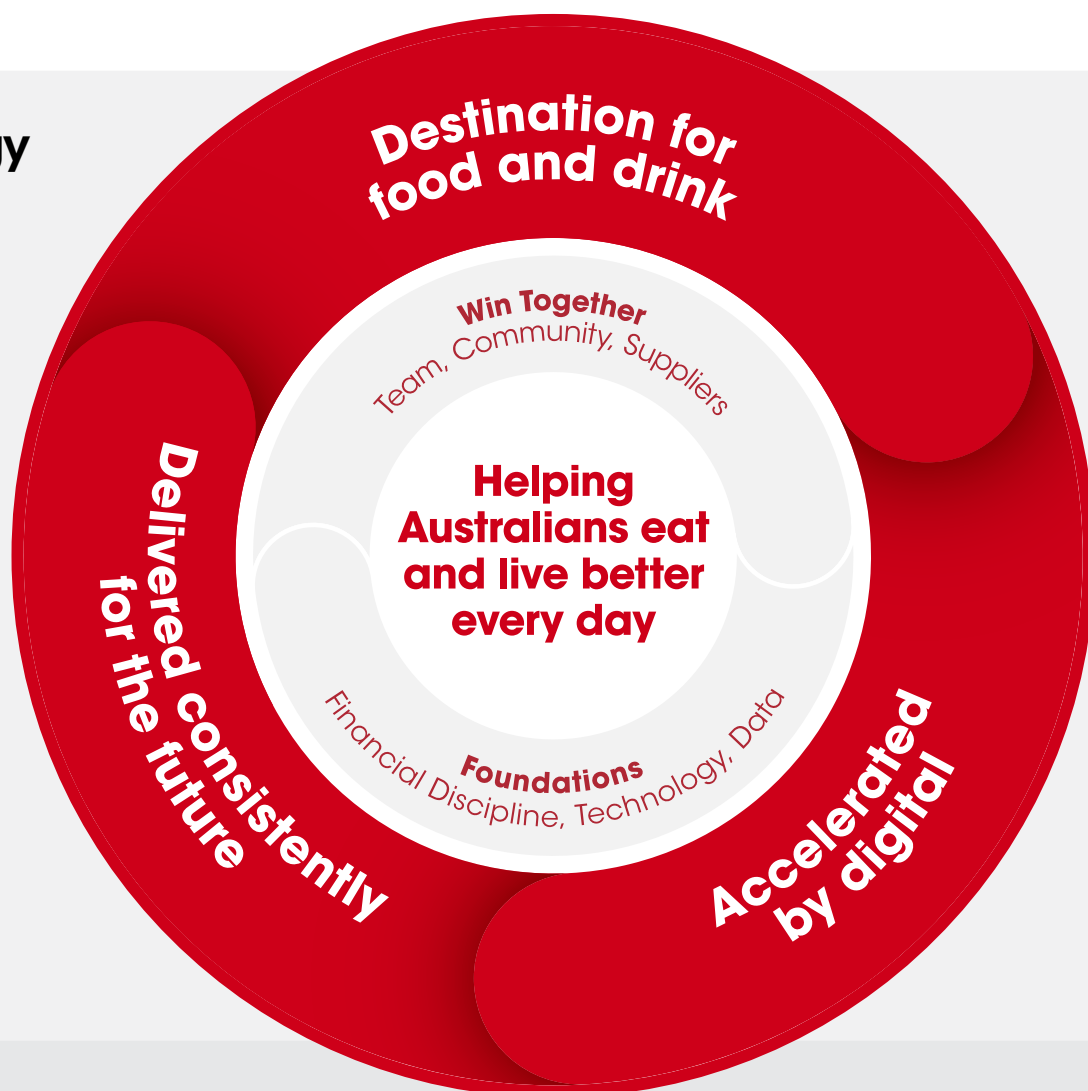 Destination for
food and drink
Win Together
Team, Community, Suppliers
Helping
Australians eat
and live better
every day
Foundations
Financial Discipline, Technology, Data
Accelerated
by digital
Delivered consistently
for the future